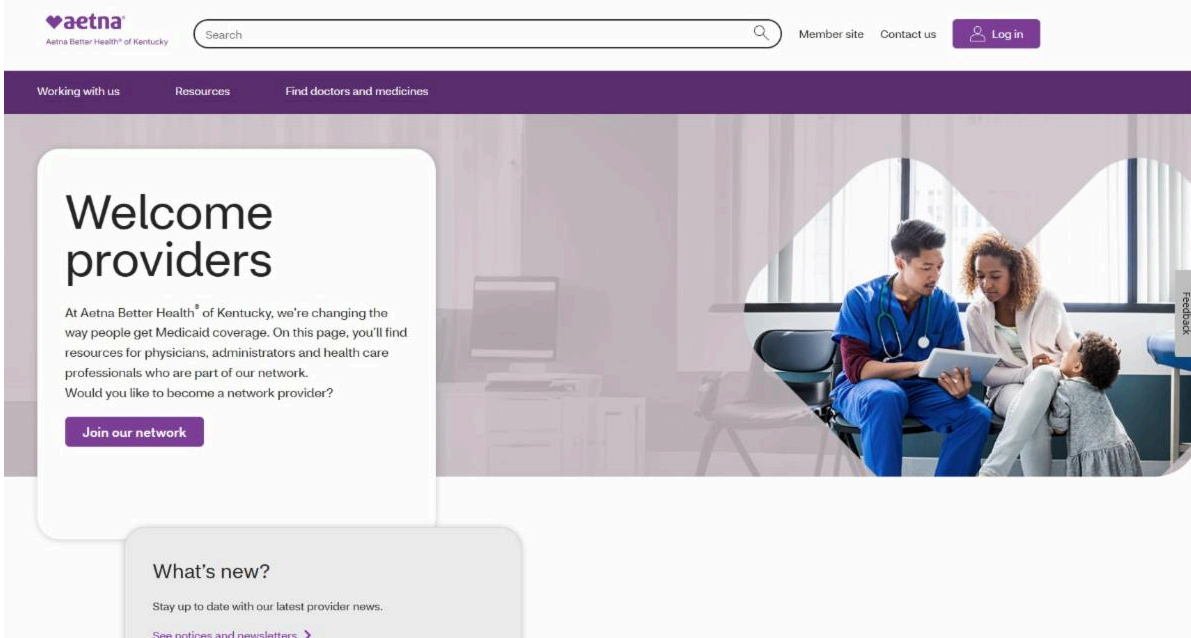 aetna®
Aetna Better Health® of Kentucky
Search
Member site
Contact us
Log in
Working with us
Resources
Find doctors and medicines
Welcome
providers
At Aetna Better Health® of Kentucky, we're changing the
way people get Medicaid coverage. On this page, you'll find
resources for physicians, administrators and health care
professionals who are part of our network.
Would you like to become a network provider?
Join our network
Feedback
What's new?
Stay up to date with our latest provider news.
See notices and newsletters